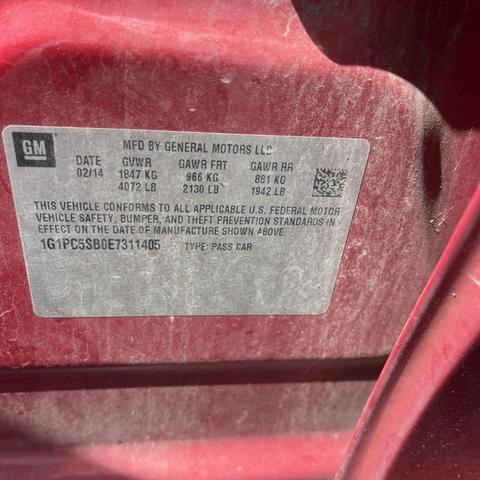 GM
MFD BY GENERAL MOTORS LLC
DATE GVWR GAWR FRT GAWR RR
02/14 1847 KG 966 KG 881 KG
4072 LB 2130 LB 1942 LB
THIS VEHICLE CONFORMS TO ALL APPLICABLE U.S. FEDERAL MOTOR
VEHICLE SAFETY, BUMPER, AND THEFT PREVENTION STANDARDS
IN EFFECT ON THE DATE OF MANUFACTURE SHOWN ABOVE.
1G1PC5SB0E7311405 TYPE: PASS CAR